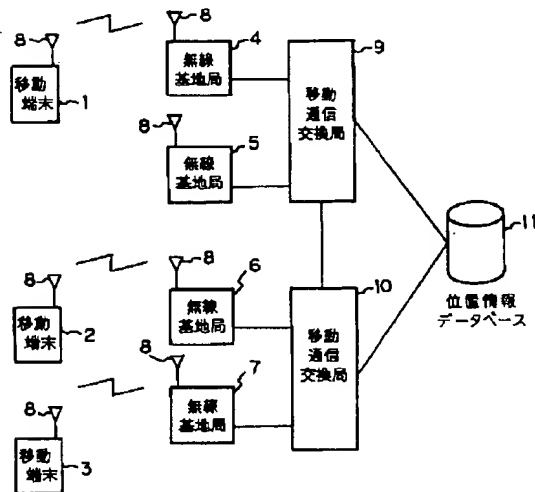 8
8
4
9
移動
端末
1
無線
基地局
移動
通信
交換局
8
5
無線
基地局
11
位置情報
データベース
8
8
6
10
移動
端末
2
無線
基地局
移動
通信
交換局
8
7
無線
基地局
8
移動
端末
3